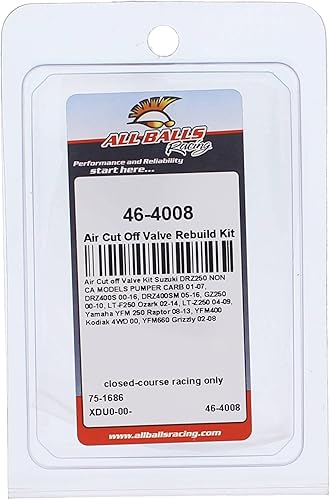 ALL BALLS
Racing
Performance and Reliability
start here...
46-4008
Air Cut Off Valve Rebuild Kit
Air Cut off Valve Kit Suzuki DRZ250 NON
CA MODELS PUMPER CARB 01-07,
DRZ400S 00-16, DRZ400SM 05-16, GZ250
00-10, LT-F250 Ozark 02-14, LT-Z250 04-09,
Yamaha YFM 250 Raptor 08-13, YFM400
Kodiak 4WD 00, YFM660 Grizzly 02-08
closed-course racing only
75-1686
XDU0-00- 46-4008
www.allballsracing.com